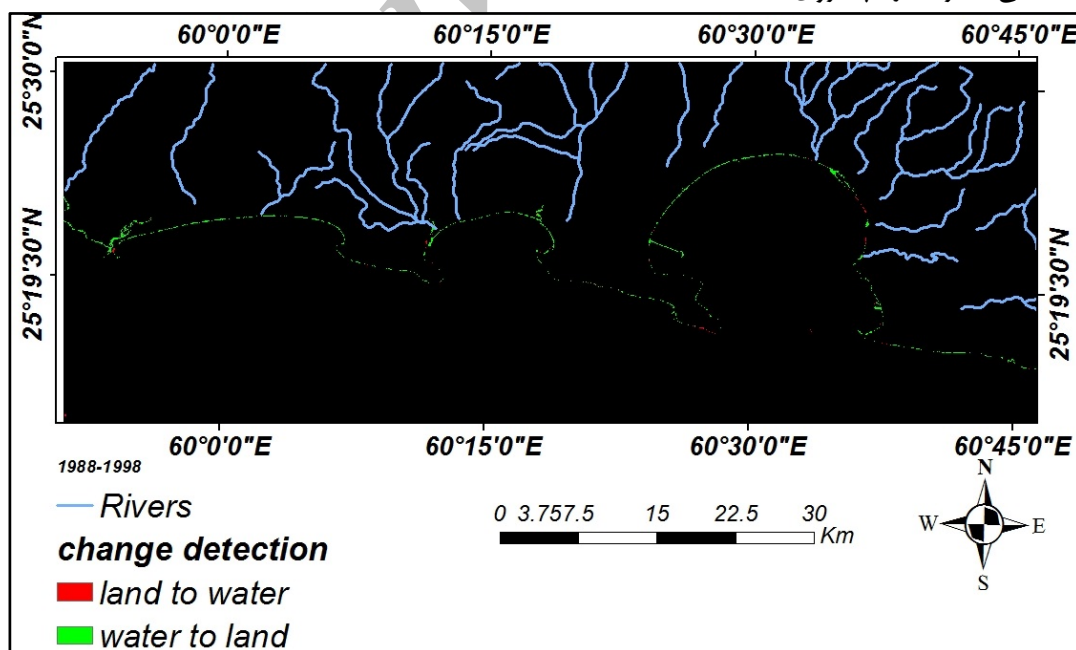 60°0'0"E 60°15'0"E 60°30'0"E 60°45'0"E
25°30'0"N
25°19'30"N
25°19'30"N
60°0'0"E 60°15'0"E 60°30'0"E 60°45'0"E
1988-1998
Rivers
change detection
land to water
water to land
0 3.757.5 15 22.5 30
Km
N
W E
S